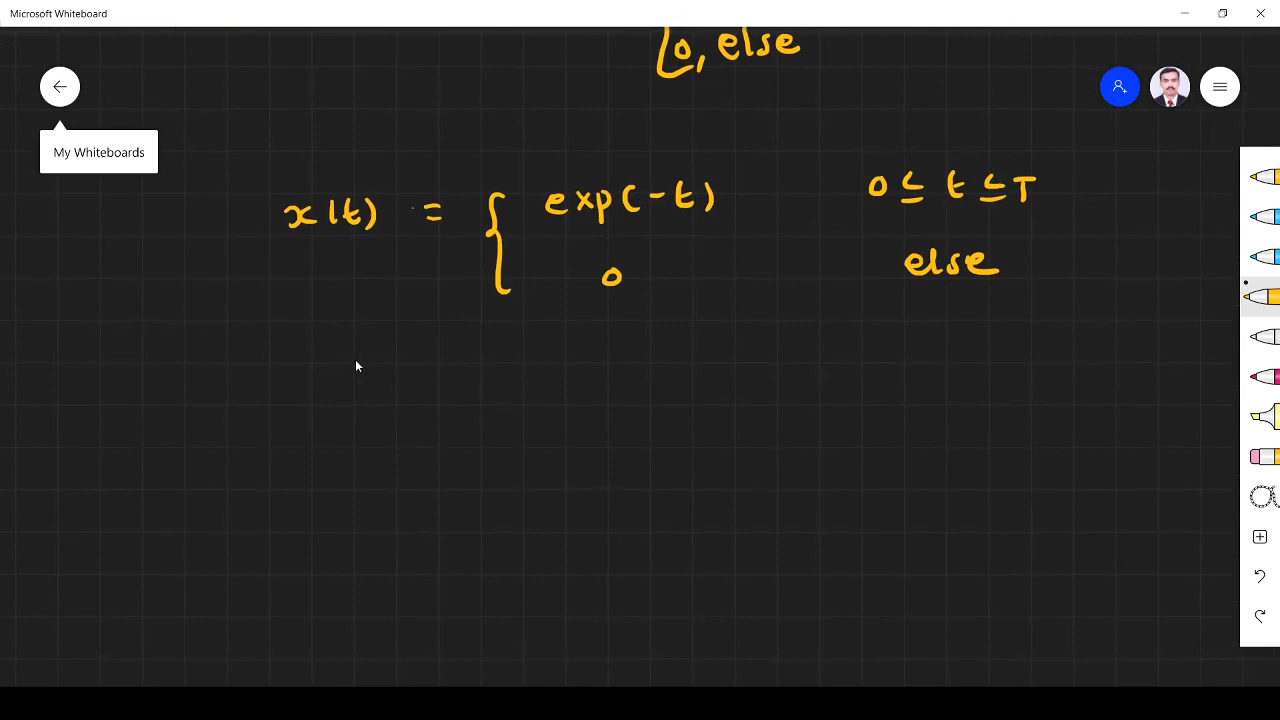 Microsoft Whiteboard
0, else
My Whiteboards
x(t) = { exp(-t) 0 ≤ t ≤ T
0 else